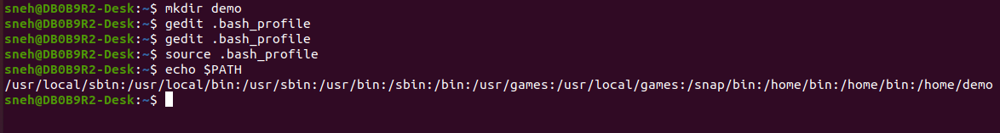 sneh@DB0B9R2-Desk:~$ mkdir demo
sneh@DB0B9R2-Desk:~$ gedit .bash_profile
sneh@DB0B9R2-Desk:~$ gedit .bash_profile
sneh@DB0B9R2-Desk:~$ source .bash_profile
sneh@DB0B9R2-Desk:~$ echo $PATH
/usr/local/sbin:/usr/local/bin:/usr/sbin:/usr/bin:/sbin:/bin:/usr/games:/usr/local/games:/snap/bin:/home/bin:/home/bin:/home/demo
sneh@DB0B9R2-Desk:~$